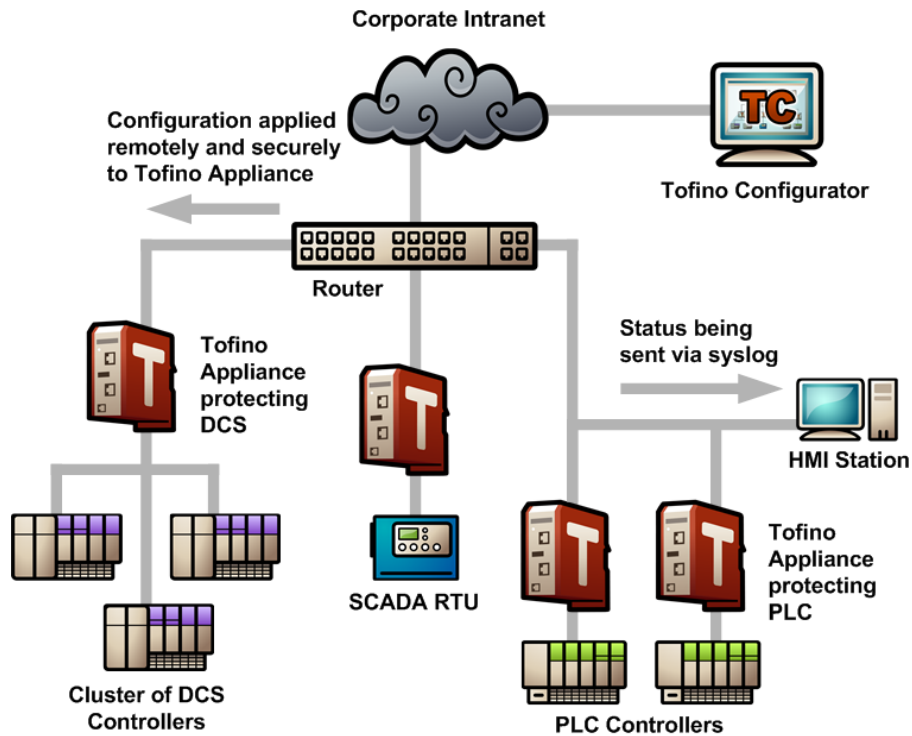 Corporate Intranet
Configuration applied
remotely and securely
to Tofino Appliance
TC
Tofino Configurator
Router
Tofino
Appliance
protecting
DCS
T
T
Status being
sent via syslog
HMI Station
T
T
Tofino
Appliance
protecting
PLC
SCADA RTU
Cluster of DCS
Controllers
PLC Controllers